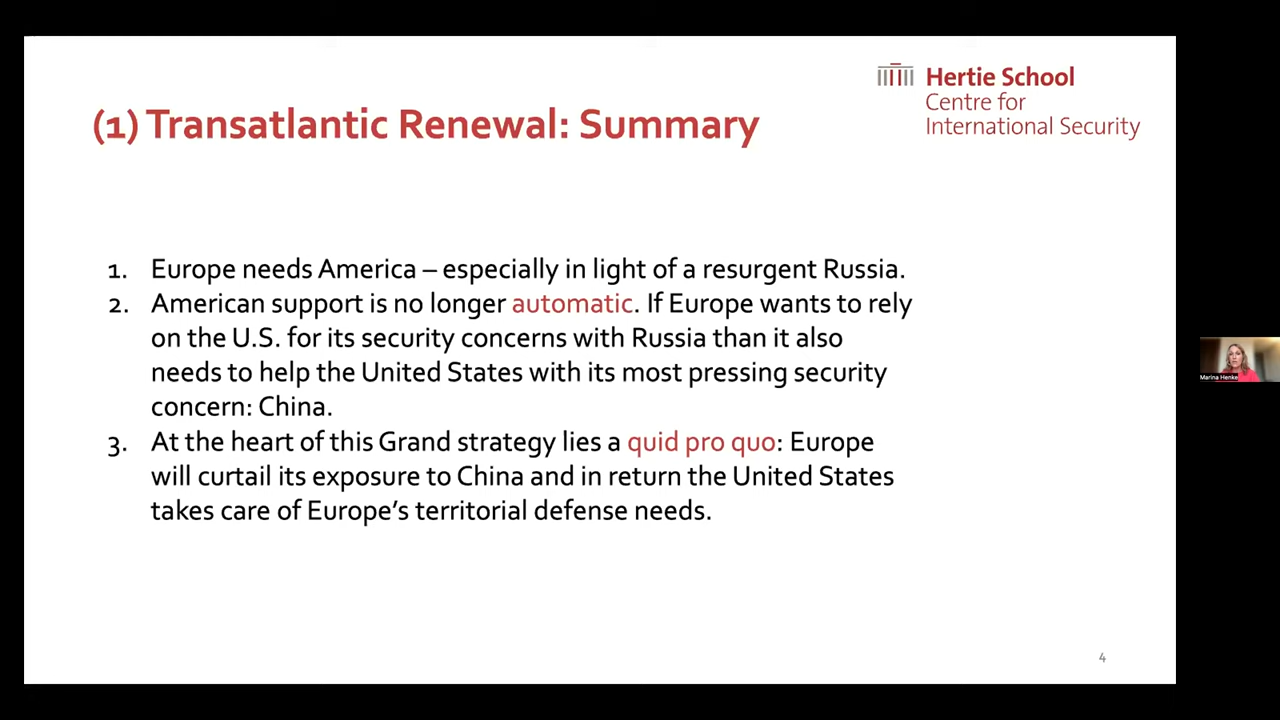 Hertie School
Centre for
International Security
(1) Transatlantic Renewal: Summary
1. Europe needs America – especially in light of a resurgent Russia.
2. American support is no longer automatic. If Europe wants to rely
on the U.S. for its security concerns with Russia than it also
needs to help the United States with its most pressing security
concern: China.
3. At the heart of this Grand strategy lies a quid pro quo: Europe
will curtail its exposure to China and in return the United States
takes care of Europe’s territorial defense needs.
Marina Henke
4